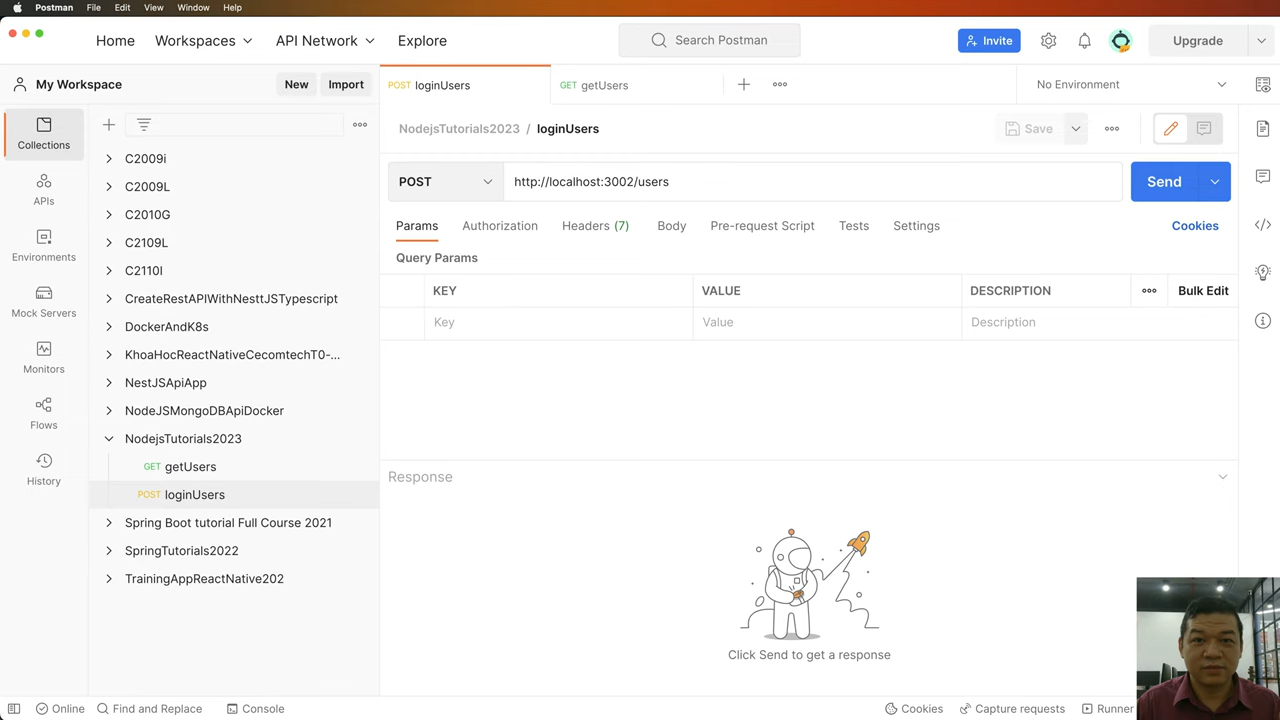 Postman File Edit View Window Help
Home Workspaces API Network Explore Search Postman Invite Upgrade
My Workspace New Import POST loginUsers GET getUsers No Environment
NodejsTutorials2023 / loginUsers Save
Collections
APIs
Environments
Mock Servers
Monitors
Flows
History
C2009i
C2009L
C2010G
C2109L
C2110I
CreateRestAPIWithNesttJSTypescript
DockerAndK8s
KhoaHocReactNativeCecomtechT0-...
NestJSApiApp
NodeJSMongoDBApiDocker
NodejsTutorials2023
GET getUsers
POST loginUsers
Spring Boot tutorial Full Course 2021
SpringTutorials2022
TrainingAppReactNative202
POST http://localhost:3002/users Send
Params Authorization Headers (7) Body Pre-request Script Tests Settings Cookies
Query Params
KEY VALUE DESCRIPTION Bulk Edit
Key Value Description
Response
Click Send to get a response
Online Find and Replace Console Cookies Capture requests Runner